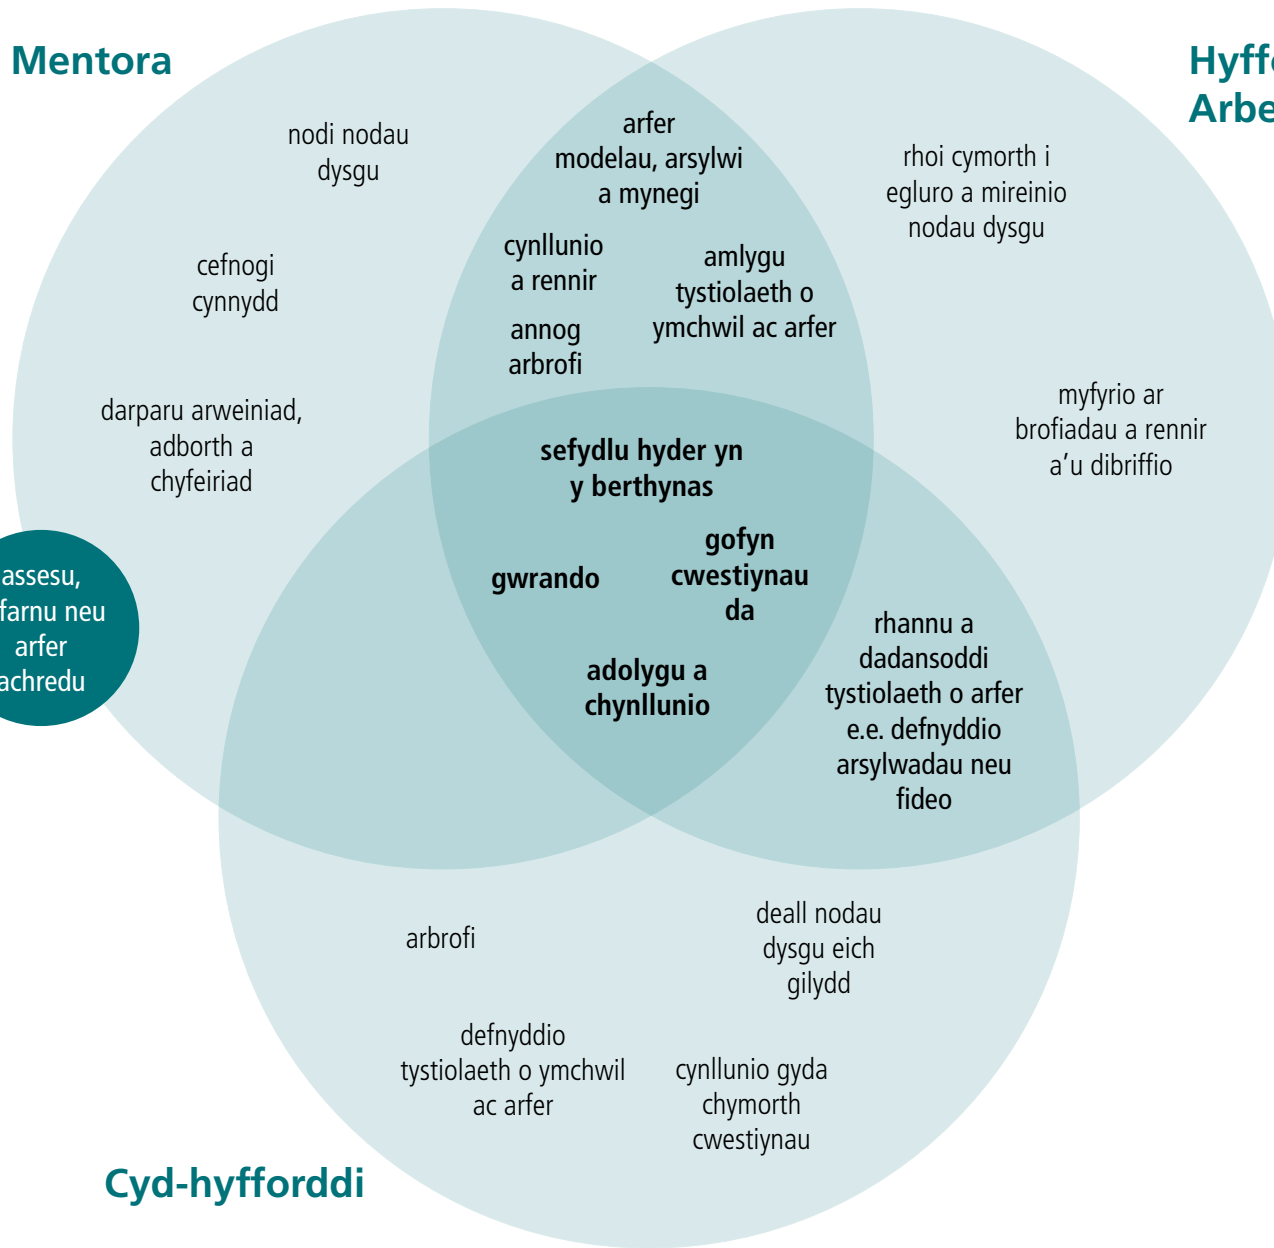 Mentora
nodi nodau
dysgu
cefnogi
cynnydd
darparu arweiniad,
adborth a
chyfeiriad
assesu,
neu
arfer
arfer
modelau, arsylwi
a mynegi
cynllunio
a rennir
amlygu
tystiolaeth o
ymchwil ac arfer
annog
arbrofi
rhoi cymorth i
egluro a mireinio
nodau dysgu
myfyrio ar
brofiadau a rennir
a'u dibriffio
sefydlu hyder yn
y berthynas
gwrando
gofyn
cwestiynau
da
adolygu a
chynllunio
rhannu a
dadansoddi
tystiolaeth o arfer
e.e. defnyddio
arsylwadau neu
fideo
arbrofi
deall nodau
dysgu eich
gilydd
defnyddio
tystiolaeth o ymchwil
ac arfer
cynllunio gyda
chymorth
cwestiynau
Cyd-hyfforddi